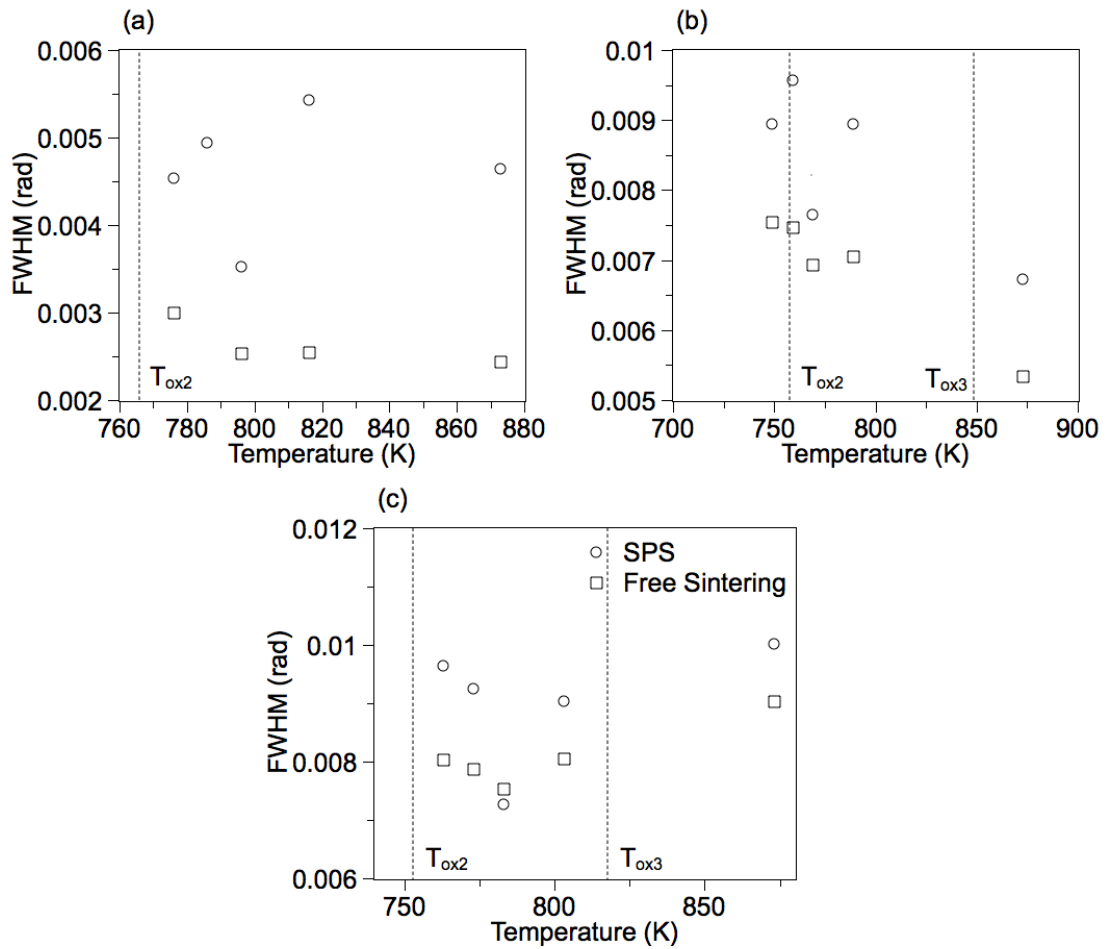 (a)
0.006
0.005
0.004
0.003
0.002
FWHM (rad)
Tox2
760 780 800 820 840 860 880
Temperature (K)
(b)
0.01
0.009
0.008
0.007
0.006
0.005
FWHM (rad)
Tox2
Tox3
700 750 800 850 900
Temperature (K)
(c)
0.012
0.01
0.008
0.006
FWHM (rad)
SPS
Free Sintering
Tox2
Tox3
750 800 850
Temperature (K)